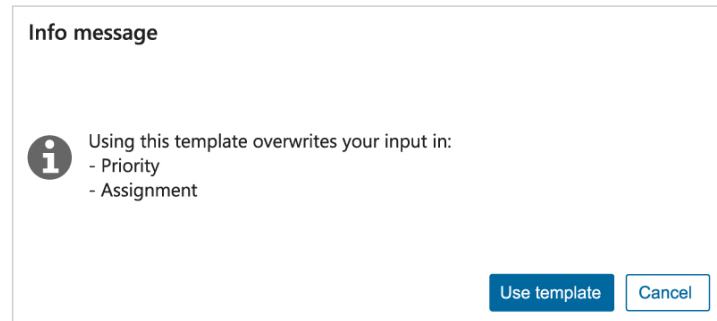 Info message
Using this template overwrites your input in:
- Priority
- Assignment
Use template Cancel